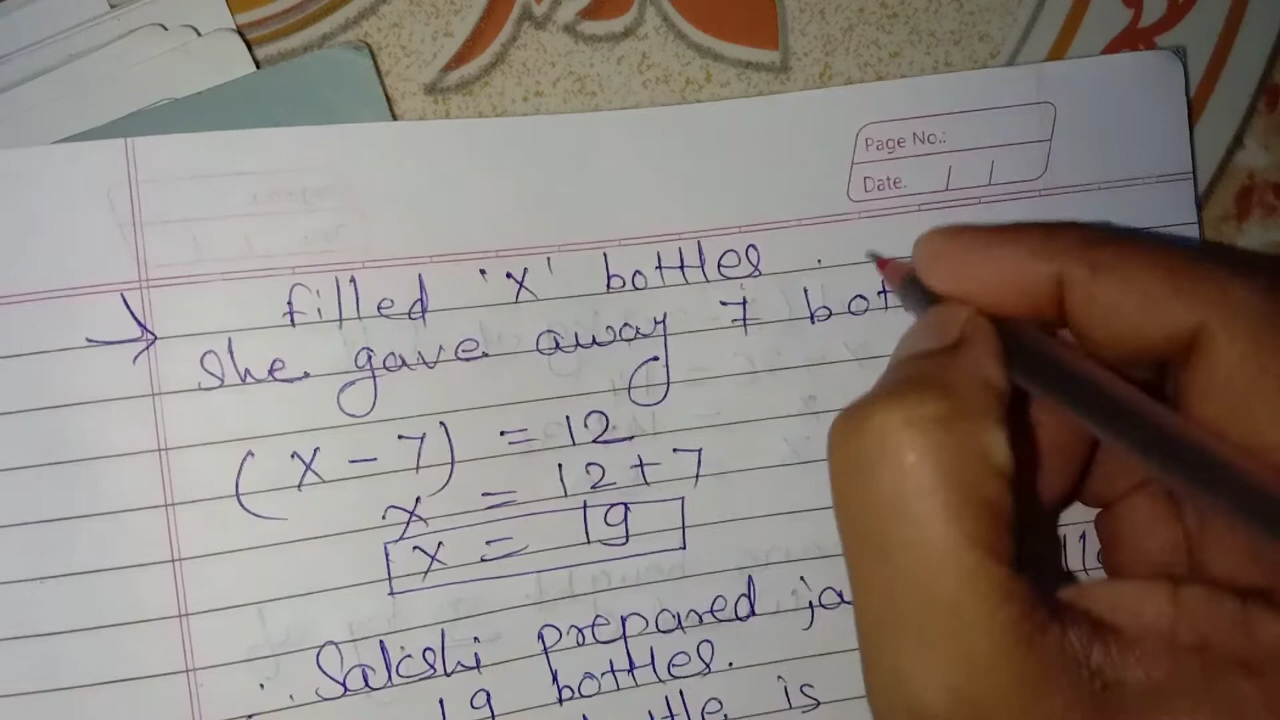 Page No.:
Date.
filled 'x' bottles.
She gave away 7 bot
(x - 7) = 12
x = 12 + 7
x = 19
∴ Sakshi prepared ja
19 bottles.
is